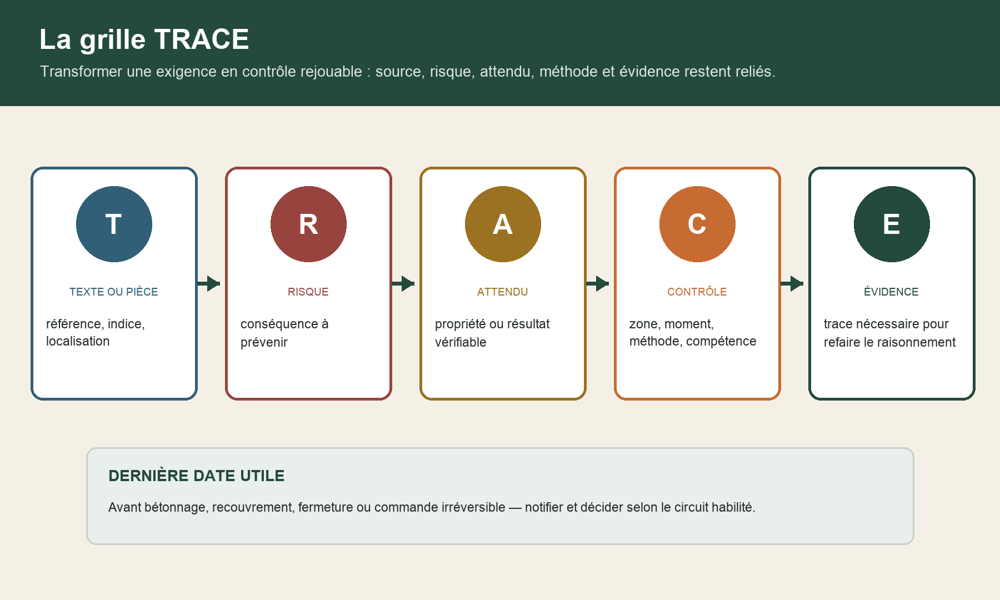 La grille TRACE
Transformer une exigence en contrôle rejouable : source, risque, attendu, méthode et évidence restent reliés.
T
TEXTE OU PIÈCE
référence, indice,
localisation
R
RISQUE
conséquence à
prévenir
A
ATTENDU
propriété ou résultat
vérifiable
C
CONTRÔLE
zone, moment,
méthode, compétence
E
ÉVIDENCE
trace nécessaire pour
refaire le raisonnement
DERNIÈRE DATE UTILE
Avant bétonnage, recouvrement, fermeture ou commande irréversible — notifier et décider selon le circuit habilité.